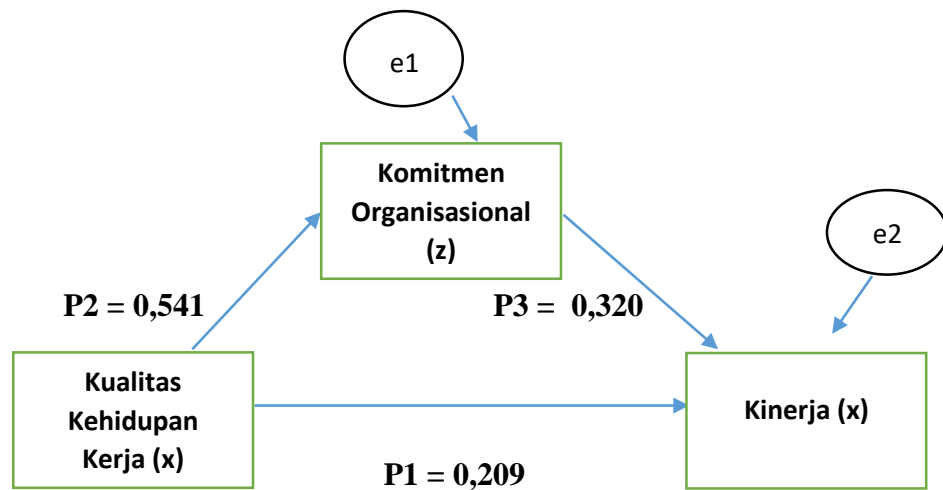 e1
Komitmen
Organisasional
(z)
e2
P2 = 0,541
P3 = 0,320
Kualitas
Kehidupan
Kerja (x)
Kinerja (x)
P1 = 0,209